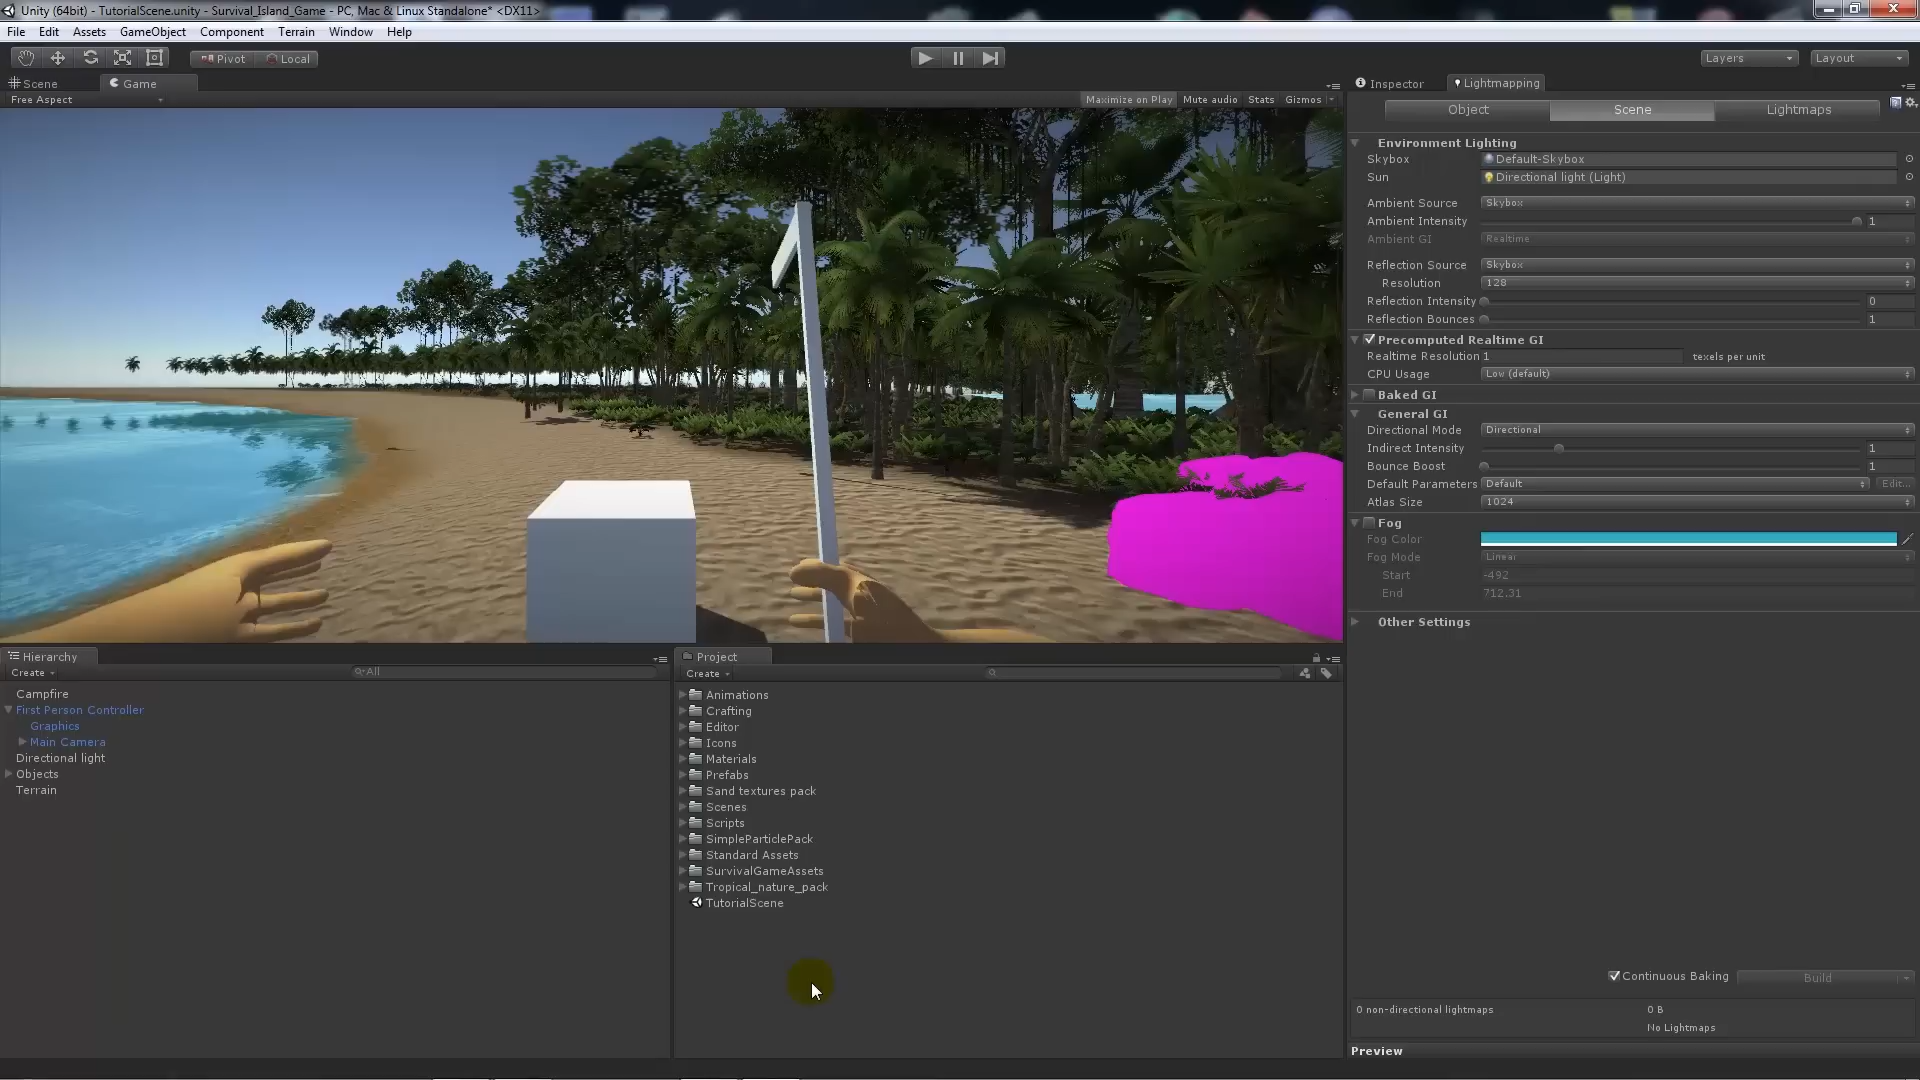 Unity (64bit) - TutorialScene.unity - Survival_Island_Game - PC, Mac & Linux Standalone* <DX11>
File Edit Assets GameObject Component Terrain Window Help
Pivot Local Layers Layout
Scene Game
Free Aspect Maximize on Play Mute audio Stats Gizmos
Inspector Lightmapping
Object Scene Lightmaps
Environment Lighting
Skybox Default-Skybox
Sun Directional light (Light)
Ambient Source Skybox
Ambient Intensity 1
Ambient GI Realtime
Reflection Source Skybox
Resolution 128
Reflection Intensity 0
Reflection Bounces 1
Precomputed Realtime GI
Realtime Resolution 1 texels per unit
CPU Usage Low (default)
Baked GI
General GI
Directional Mode Directional
Indirect Intensity 1
Bounce Boost 1
Default Parameters Default Edit...
Atlas Size 1024
Fog
Fog Color
Fog Mode Linear
Start -492
End 712.31
Other Settings
Continuous Baking Build
0 non-directional lightmaps 0 B
No Lightmaps
Preview
Hierarchy
Create All
Campfire
First Person Controller
Graphics
Main Camera
Directional light
Objects
Terrain
Project
Create
Animations
Crafting
Editor
Icons
Materials
Prefabs
Sand textures pack
Scenes
Scripts
SimpleParticlePack
Standard Assets
SurvivalGameAssets
Tropical_nature_pack
TutorialScene